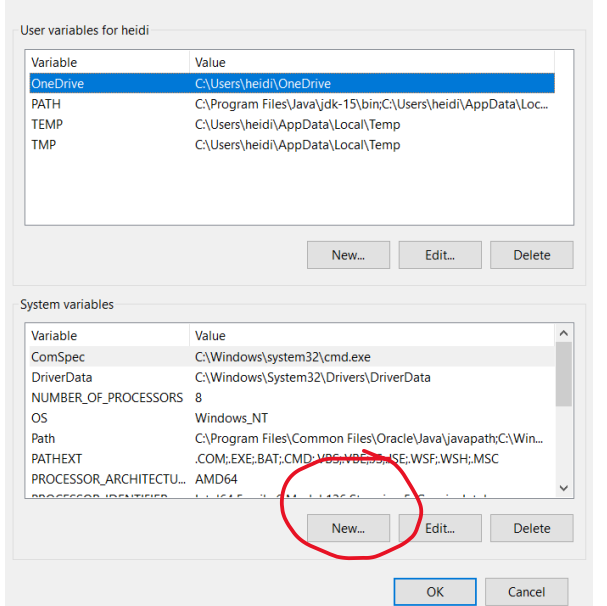 User variables for heidi
Variable Value
OneDrive C:\Users\heidi\OneDrive
PATH C:\Program Files\Java\jdk-15\bin;C:\Users\heidi\AppData\Loc...
TEMP C:\Users\heidi\AppData\Local\Temp
TMP C:\Users\heidi\AppData\Local\Temp
New... Edit... Delete
System variables
Variable Value
ComSpec C:\Windows\system32\cmd.exe
DriverData C:\Windows\System32\Drivers\DriverData
NUMBER_OF_PROCESSORS 8
OS Windows_NT
Path C:\Program Files\Common Files\Oracle\Java\javapath;C:\Win...
PATHEXT .COM;.EXE;.BAT;.CMD;.VBS;.VBE;.JS;.JSE;.WSF;.WSH;.MSC
PROCESSOR_ARCHITECTU... AMD64
New... Edit... Delete
OK Cancel